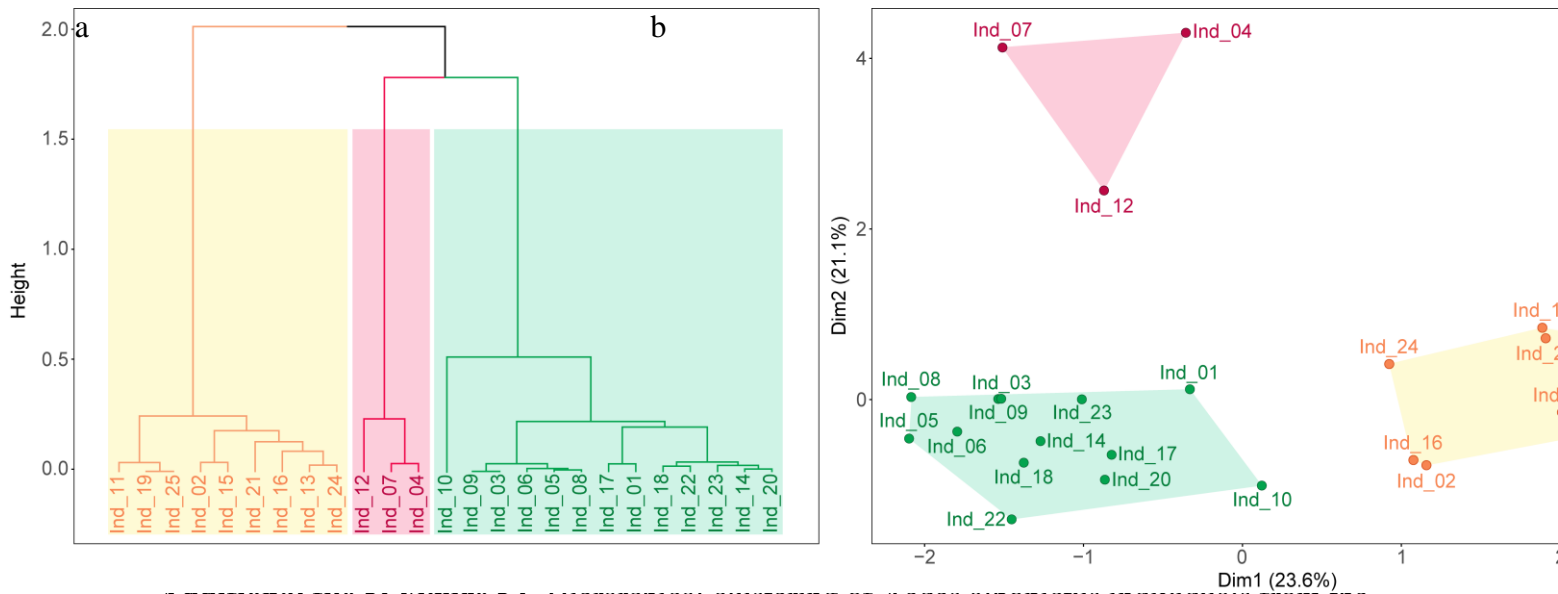 a
b
2.0
1.5
1.0
0.5
0.0
Height
Ind_11
Ind_19
Ind_25
Ind_02
Ind_15
Ind_21
Ind_16
Ind_13
Ind_24
Ind_12
Ind_07
Ind_04
Ind_10
Ind_09
Ind_03
Ind_06
Ind_05
Ind_08
Ind_17
Ind_01
Ind_18
Ind_22
Ind_23
Ind_14
Ind_20
4
2
0
Dim2 (21.1%)
Ind_07
Ind_04
Ind_12
Ind_24
Ind_08
Ind_03
Ind_01
Ind_05
Ind_09
Ind_23
Ind_06
Ind_14
Ind_17
Ind_18
Ind_20
Ind_16
Ind_02
Ind_22
Ind_10
−2
−1
0
1
Dim1 (23.6%)